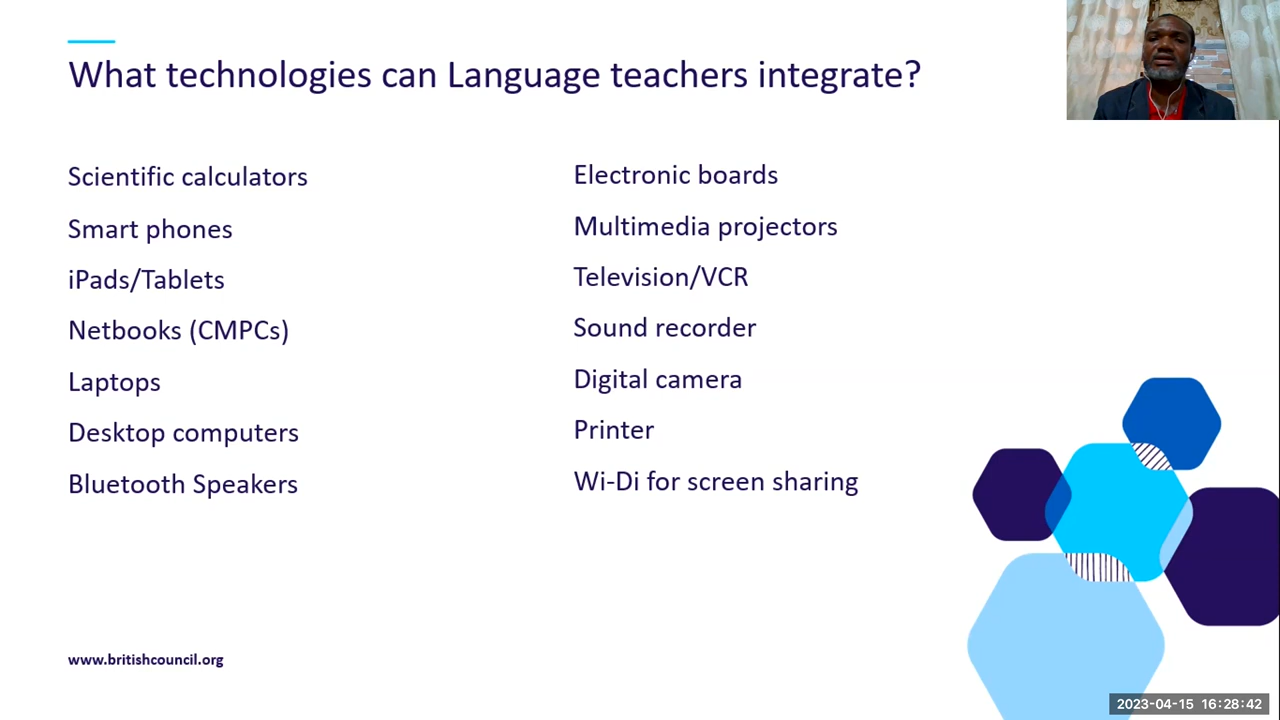 What technologies can Language teachers integrate?
Scientific calculators
Smart phones
iPads/Tablets
Netbooks (CMPCs)
Laptops
Desktop computers
Bluetooth Speakers
Electronic boards
Multimedia projectors
Television/VCR
Sound recorder
Digital camera
Printer
Wi-Di for screen sharing
www.britishcouncil.org
2023-04-15 16:28:42